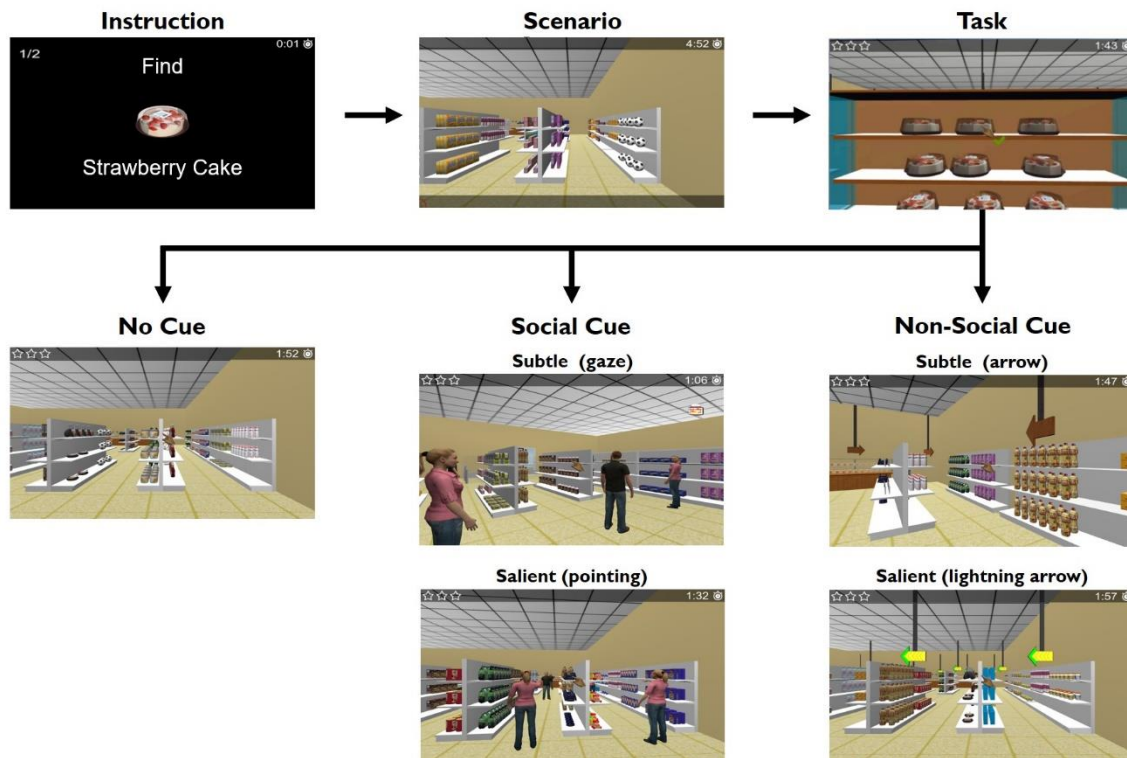 Instruction
Scenario
Task
1/2
0:01
Find
Strawberry Cake
4:52
1:43
No Cue
Social Cue
Non-Social Cue
Subtle (gaze)
Subtle (arrow)
1:52
1:06
1:47
Salient (pointing)
Salient (lightning arrow)
1:32
1:57